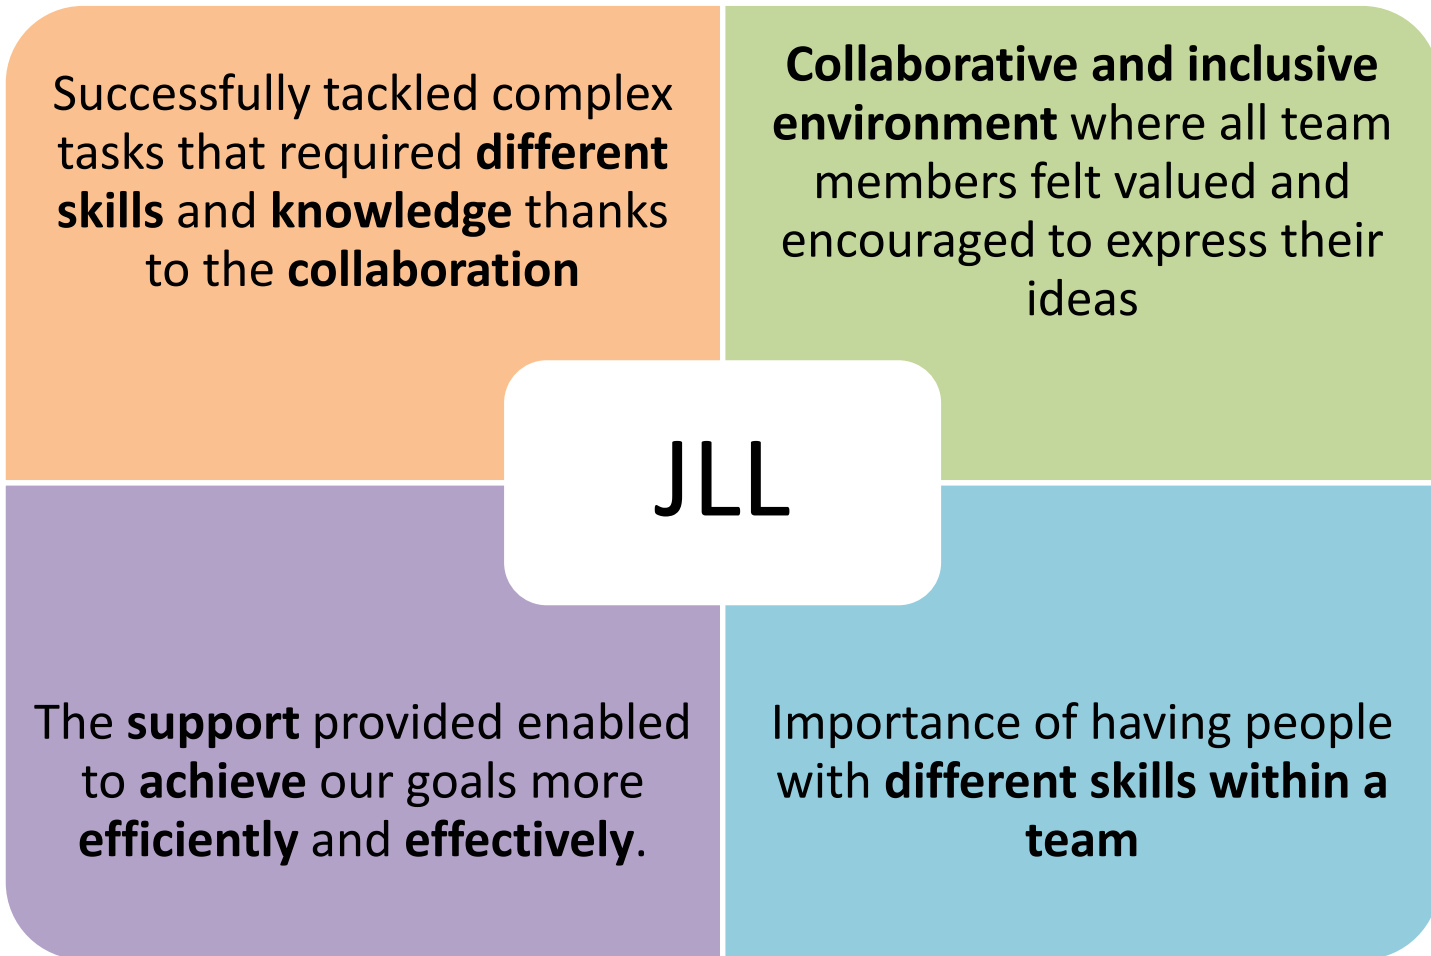 Successfully tackled complex
tasks that required different
skills and knowledge thanks
to the collaboration
Collaborative and inclusive
environment where all team
members felt valued and
encouraged to express their
ideas
JLL
The support provided enabled
to achieve our goals more
efficiently and effectively.
Importance of having people
with different skills within a
team